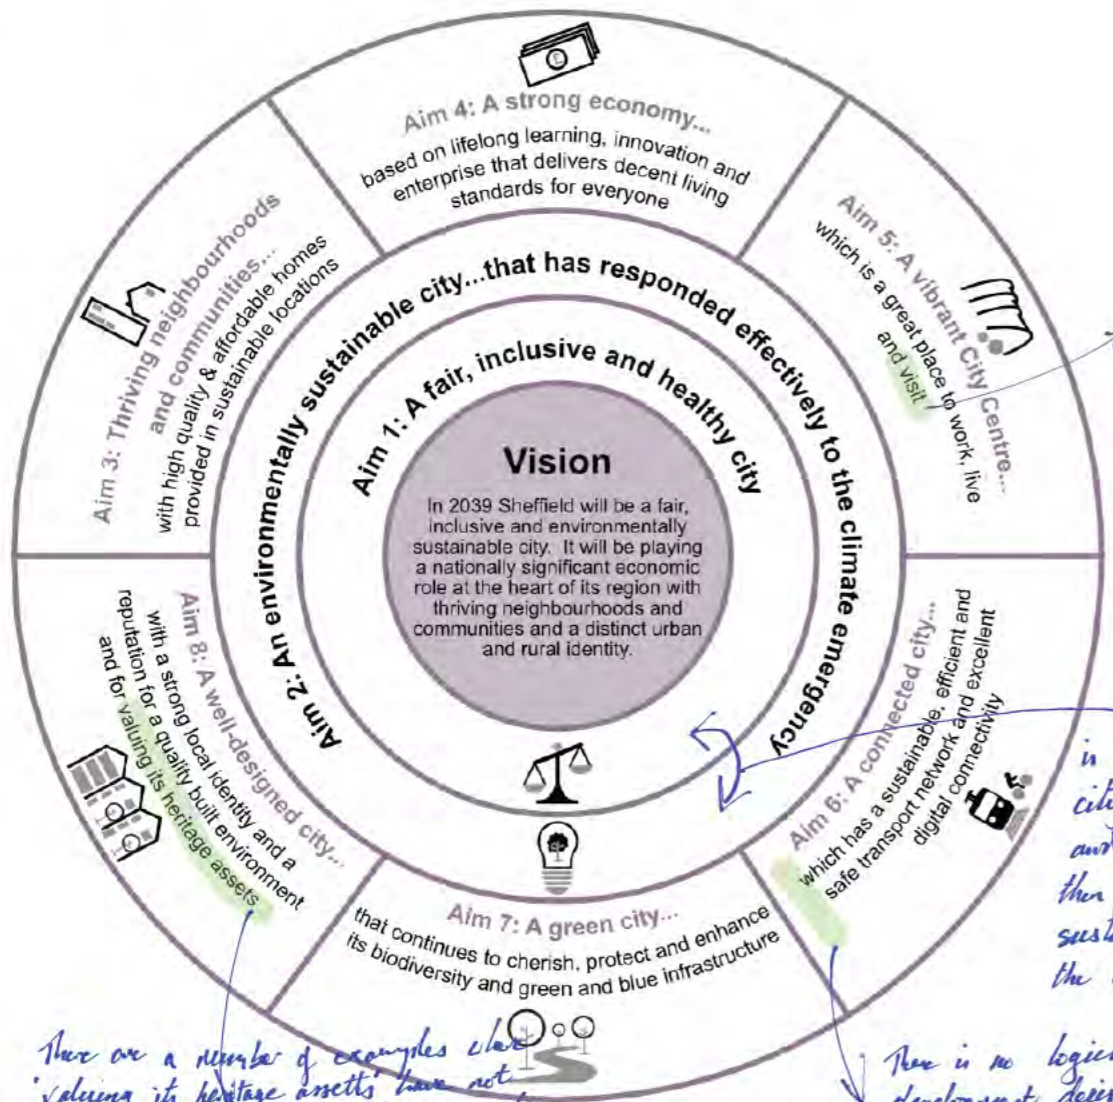 Aim 4: A strong economy...
based on lifelong learning, innovation and
enterprise that delivers decent living
standards for everyone
Aim 5: A vibrant City Centre...
which is a great place to work, live
and visit
Aim 6: A connected city...
which has a sustainable, efficient and
safe transport network and excellent
digital connectivity
Aim 7: A green city...
that continues to cherish, protect and enhance
its biodiversity and green and blue infrastructure
Aim 8: A well-designed city...
with a strong local identity and a
reputation for a quality built environment
and for valuing its heritage assets
Aim 3: Thriving neighbourhoods
and communities...
with high quality & affordable homes
provided in sustainable locations
Aim 2: An environmentally sustainable city...that has responded effectively to the climate emergency
Aim 1: A fair, inclusive and healthy city
Vision
In 2039 Sheffield will be a fair,
inclusive and environmentally
sustainable city. It will be playing
a nationally significant economic
role at the heart of its region with
thriving neighbourhoods and
communities and a distinct urban
and rural identity.
is
then
the
There are a number of examples
'valuing its heritage assetts' have not
There is no logic